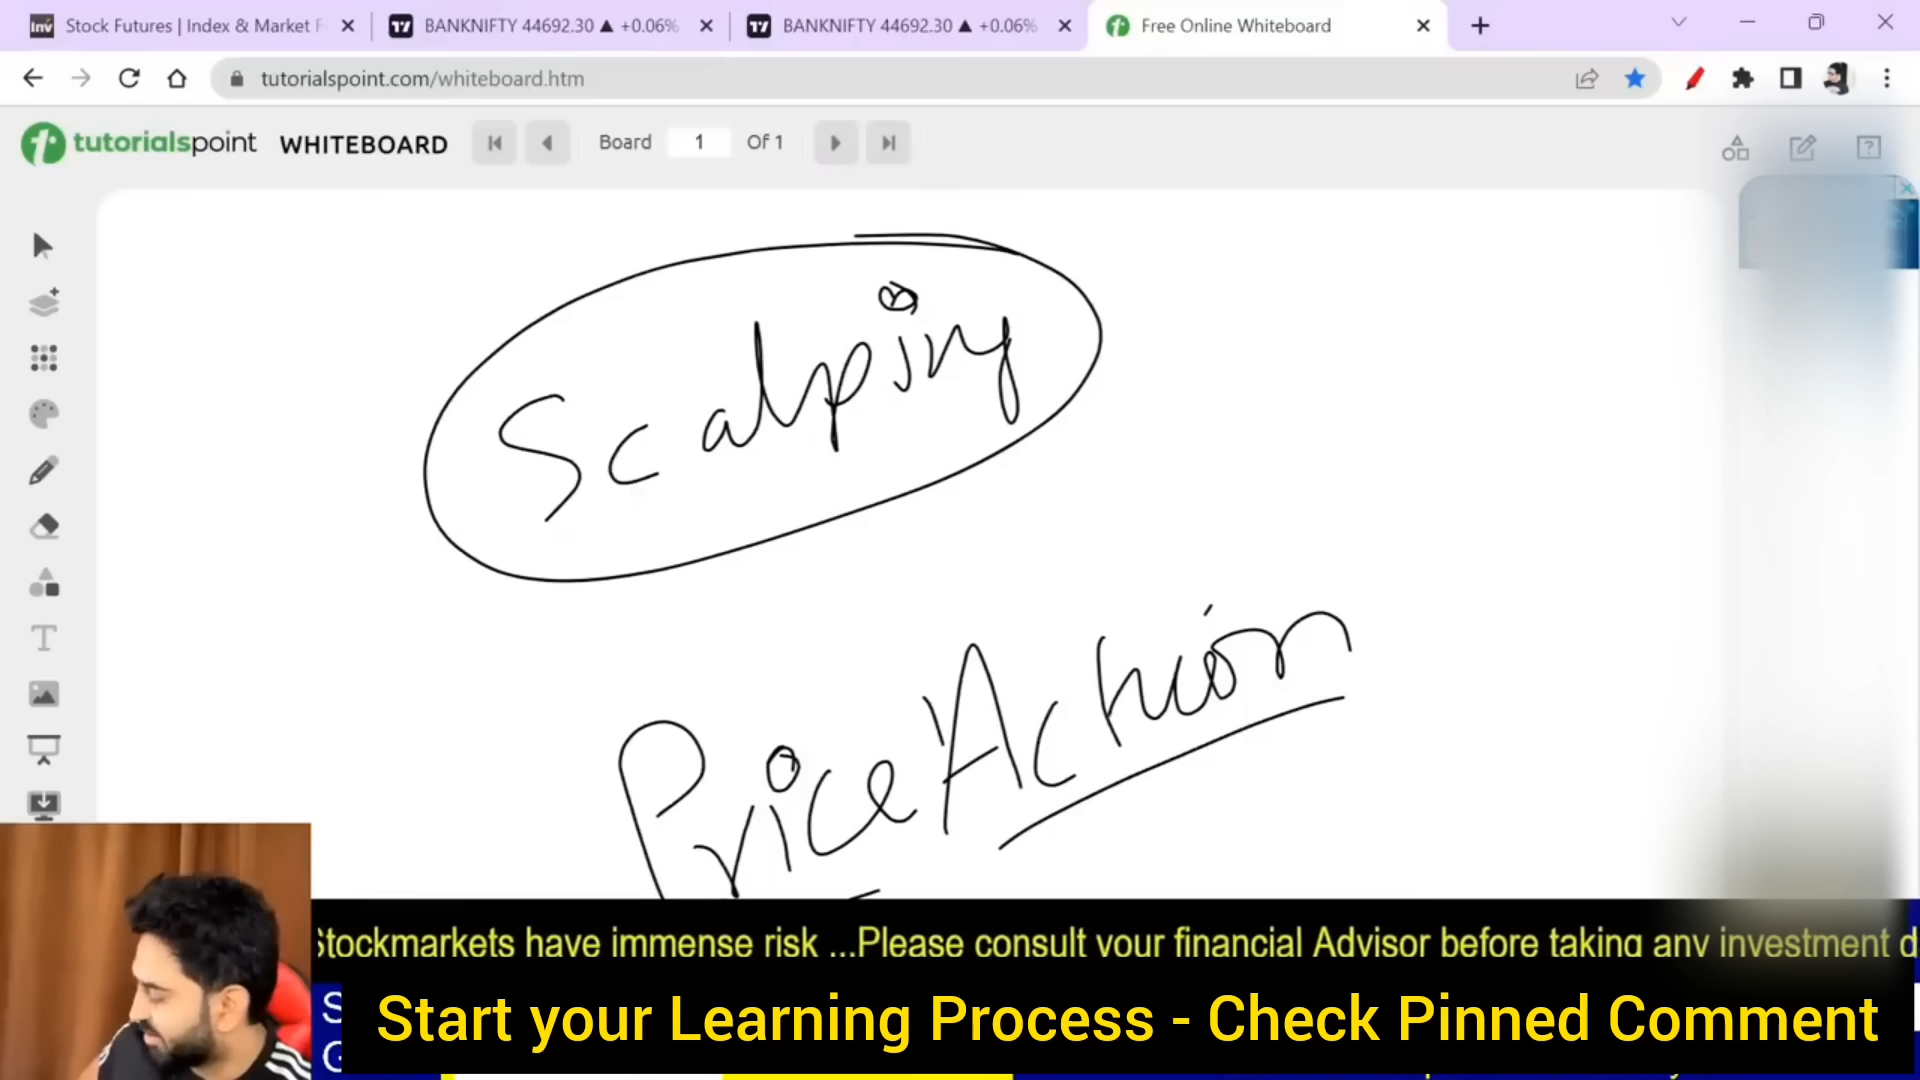 Stock Futures | Index & Market F
BANKNIFTY 44692.30 ▲ +0.06%
BANKNIFTY 44692.30 ▲ +0.06%
Free Online Whiteboard
tutorialspoint.com/whiteboard.htm
tutorialspoint WHITEBOARD Board 1 Of 1
Scalping
Price Action
Stockmarkets have immense risk ...Please consult your financial Advisor before taking any investment d
Start your Learning Process - Check Pinned Comment